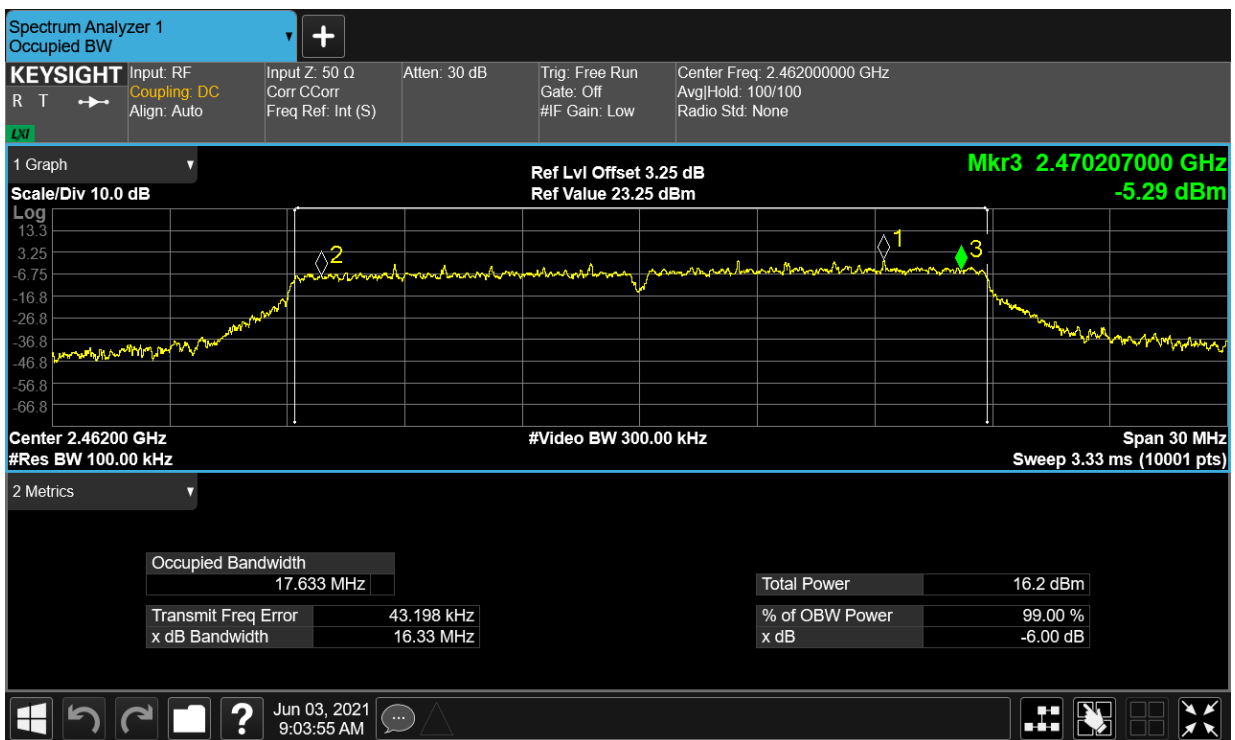 Spectrum Analyzer 1
Occupied BW
▼
+
KEYSIGHT
R T
LXI
Input: RF
Coupling: DC
Align: Auto
Input Z: 50 Ω
Corr CCorr
Freq Ref: Int (S)
Atten: 30 dB
Trig: Free Run
Gate: Off
#IF Gain: Low
Center Freq: 2.462000000 GHz
Avg|Hold: 100/100
Radio Std: None
1 Graph ▼
Scale/Div 10.0 dB
Ref Lvl Offset 3.25 dB
Ref Value 23.25 dBm
Mkr3 2.470207000 GHz
-5.29 dBm
Log
13.3
3.25
-6.75
-16.8
-26.8
-36.8
-46.8
-56.8
-66.8
2
1
3
Center 2.46200 GHz
#Res BW 100.00 kHz
#Video BW 300.00 kHz
Span 30 MHz
Sweep 3.33 ms (10001 pts)
2 Metrics ▼
Occupied Bandwidth
17.633 MHz
Transmit Freq Error 43.198 kHz
x dB Bandwidth 16.33 MHz
Total Power 16.2 dBm
% of OBW Power 99.00 %
x dB -6.00 dB
?
Jun 03, 2021
9:03:55 AM